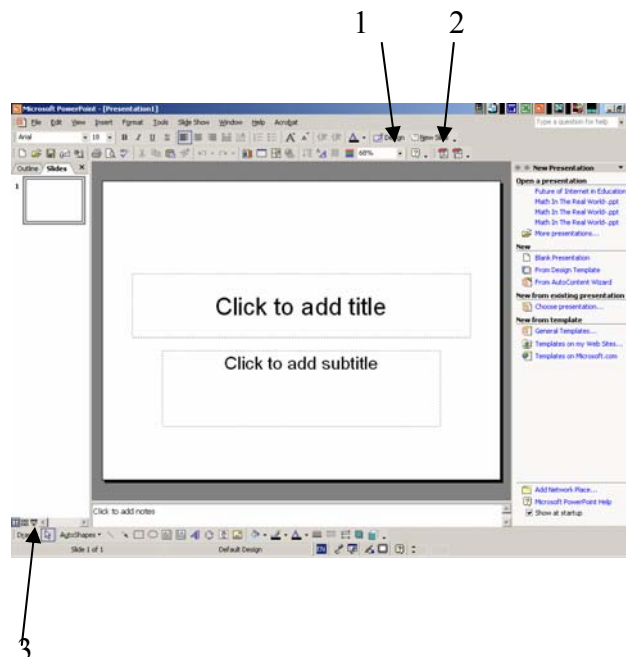 1 2
Microsoft PowerPoint - [Presentation1]
File Edit View Insert Format Tools Slide Show Window Help Acrobat
Type a question for help
Arial 18 B I U S Design New
68%
Outline Slides
New Presentation
1
Open a presentation
Future of Internet in Education
Math In The Real World-.ppt
Math In The Real World-.ppt
Math In The Real World-.ppt
More presentations...
New
Blank Presentation
From Design Template
From AutoContent Wizard
New from existing presentation
Choose presentation...
New from template
General Templates...
Templates on my Web Sites...
Templates on Microsoft.com
Click to add title
Click to add subtitle
Add Network Place...
Microsoft PowerPoint Help
Show at startup
Click to add notes
AutoShapes
Slide 1 of 1 Default Design EN
3